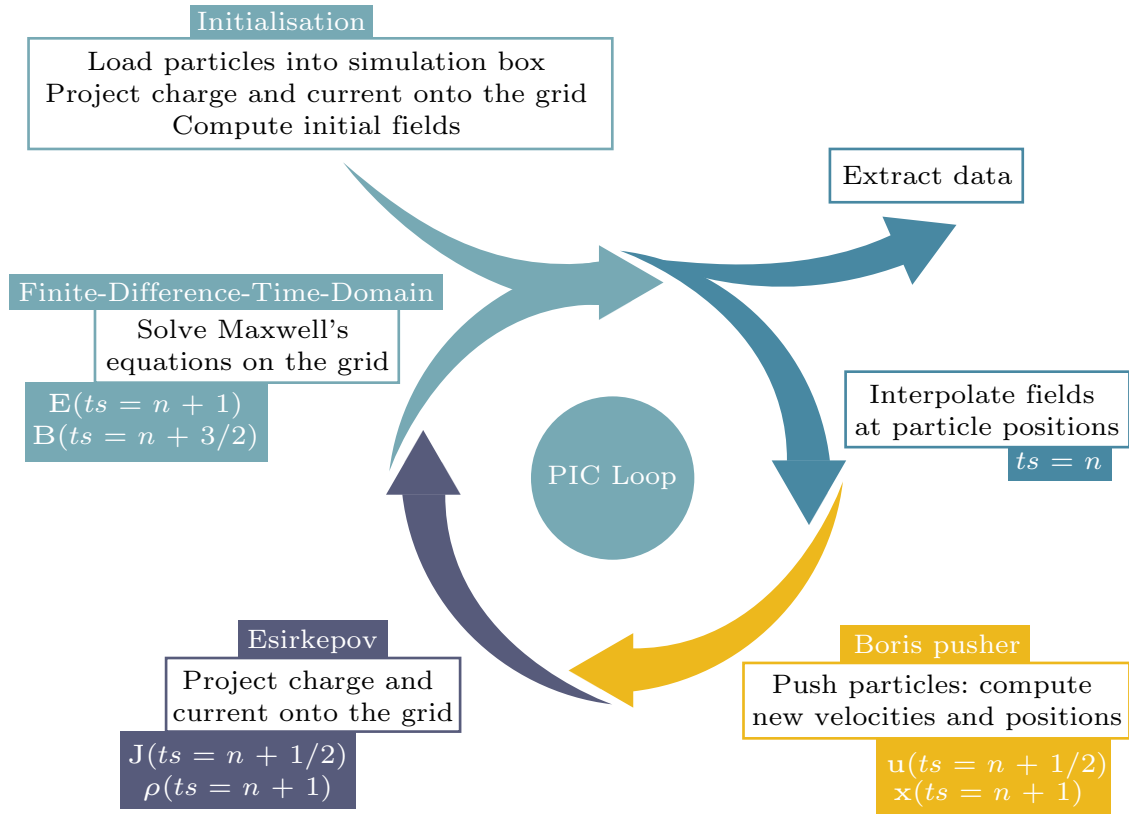 Initialisation
Load particles into simulation box
Project charge and current onto the grid
Compute initial fields
Extract data
Finite-Difference-Time-Domain
Solve Maxwell's
equations on the grid
E(ts = n + 1)
B(ts = n + 3/2)
Interpolate fields
at particle positions
ts = n
PIC Loop
Esirkepov
Project charge and
current onto the grid
J(ts = n + 1/2)
ρ(ts = n + 1)
Boris pusher
Push particles: compute
new velocities and positions
u(ts = n + 1/2)
x(ts = n + 1)